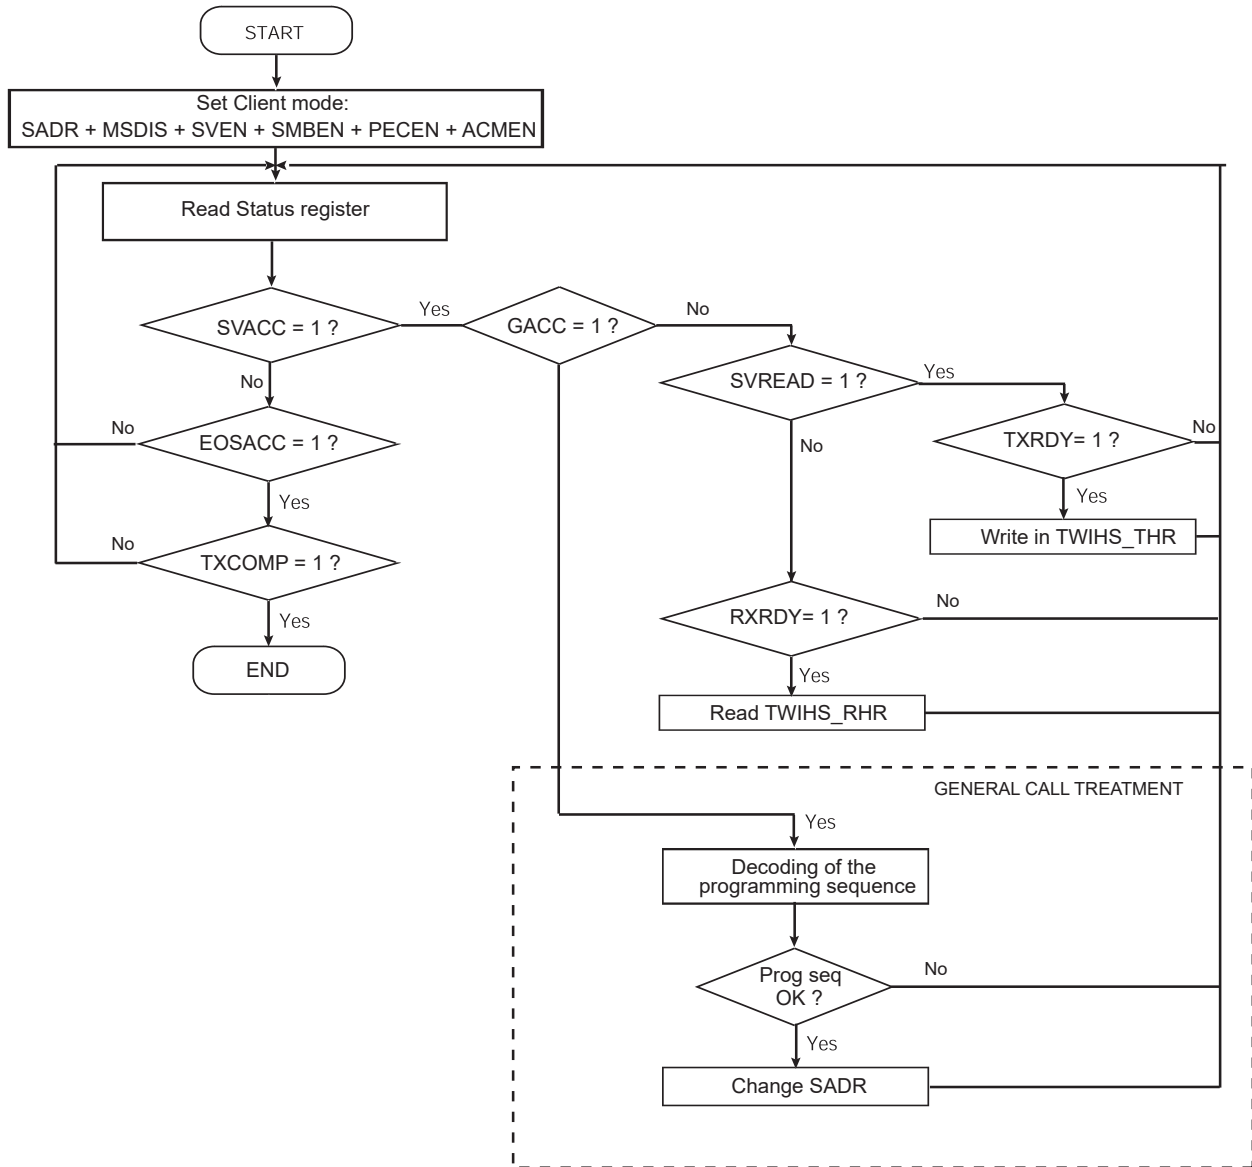 START
Set Client mode:
SADR + MSDIS + SVEN + SMBEN + PECEN + ACMEN
Read Status register
SVACC = 1 ?
Yes
GACC = 1 ?
No
SVREAD = 1 ?
Yes
No
EOSACC = 1 ?
No
TXRDY= 1 ?
No
No
Yes
Yes
Write in TWIHS_THR
No
TXCOMP = 1 ?
Yes
END
RXRDY= 1 ?
No
Yes
Read TWIHS_RHR
GENERAL CALL TREATMENT
Yes
Decoding of the
programming sequence
Prog seq
OK ?
No
Yes
Change SADR